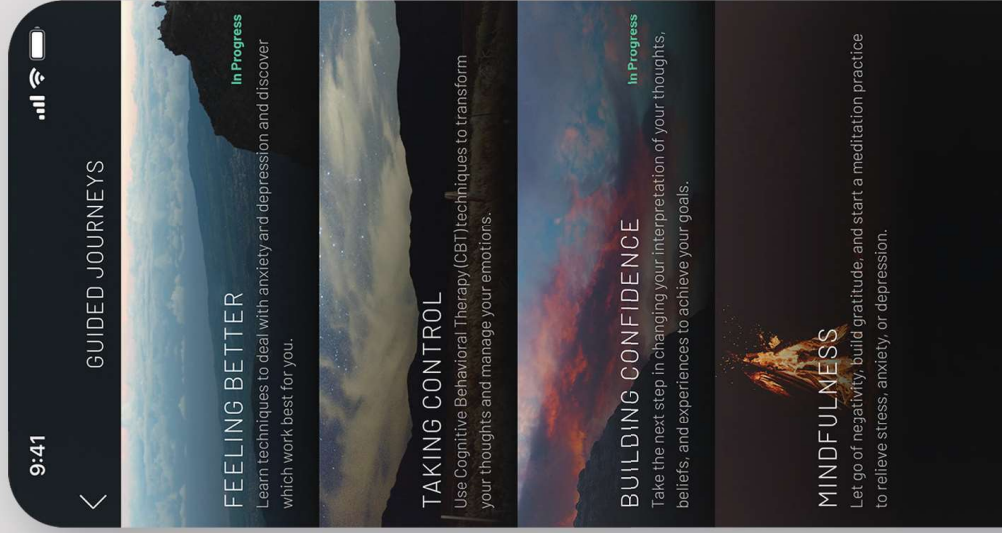 9:41
GUIDED JOURNEYS
In Progress
FEELING BETTER
Learn techniques to deal with anxiety and depression and discover
which work best for you.
TAKING CONTROL
Use Cognitive Behavioral Therapy (CBT) techniques to transform
your thoughts and manage your emotions.
In Progress
BUILDING CONFIDENCE
Take the next step in changing your interpretation of your thoughts,
beliefs, and experiences to achieve your goals.
MINDFULNESS
Let go of negativity, build gratitude, and start a meditation practice
to relieve stress, anxiety, or depression.